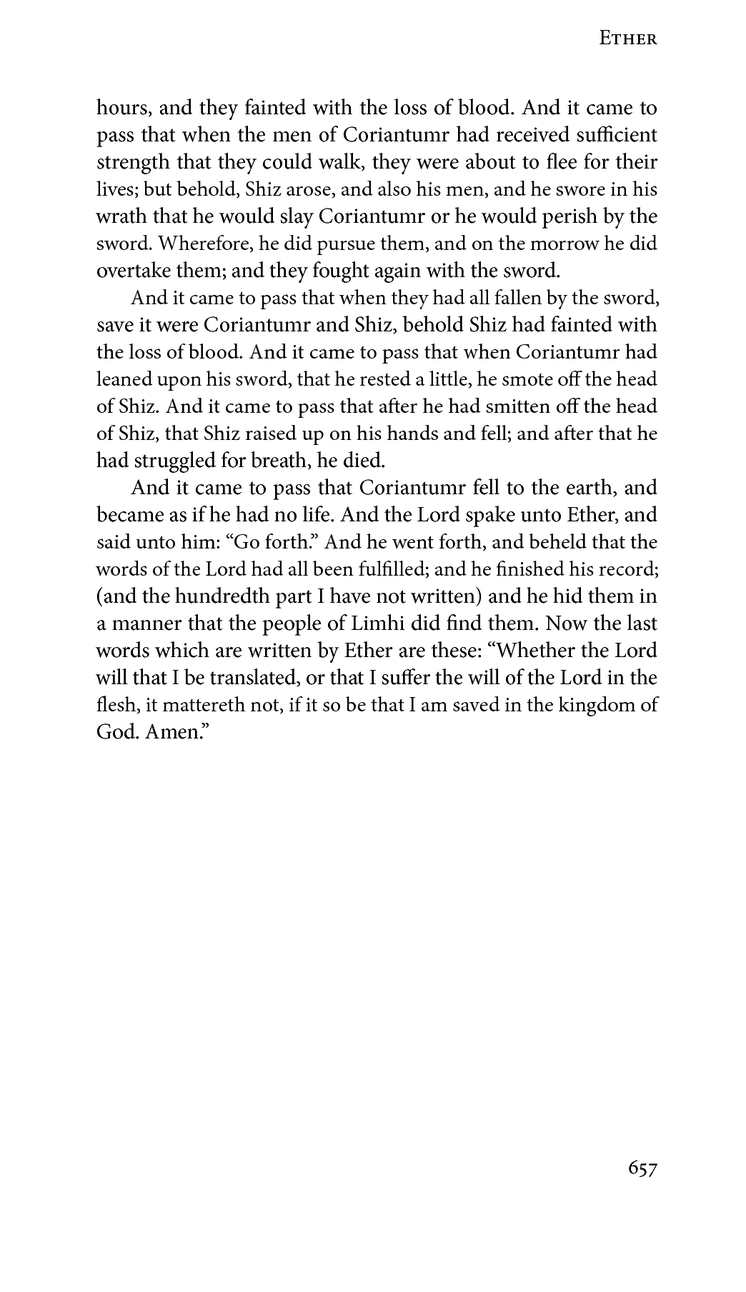 Ether
hours, and they fainted with the loss of blood. And it came to
pass that when the men of Coriantumr had received sufficient
strength that they could walk, they were about to flee for their
lives; but behold, Shiz arose, and also his men, and he swore in his
wrath that he would slay Coriantumr or he would perish by the
sword. Wherefore, he did pursue them, and on the morrow he did
overtake them; and they fought again with the sword.
And it came to pass that when they had all fallen by the sword,
save it were Coriantumr and Shiz, behold Shiz had fainted with
the loss of blood. And it came to pass that when Coriantumr had
leaned upon his sword, that he rested a little, he smote off the head
of Shiz. And it came to pass that after he had smitten off the head
of Shiz, that Shiz raised up on his hands and fell; and after that he
had struggled for breath, he died.
And it came to pass that Coriantumr fell to the earth, and
became as if he had no life. And the Lord spake unto Ether, and
said unto him: “Go forth.” And he went forth, and beheld that the
words of the Lord had all been fulfilled; and he finished his record;
(and the hundredth part I have not written) and he hid them in
a manner that the people of Limhi did find them. Now the last
words which are written by Ether are these: “Whether the Lord
will that I be translated, or that I suffer the will of the Lord in the
flesh, it mattereth not, if it so be that I am saved in the kingdom of
God. Amen.”
657